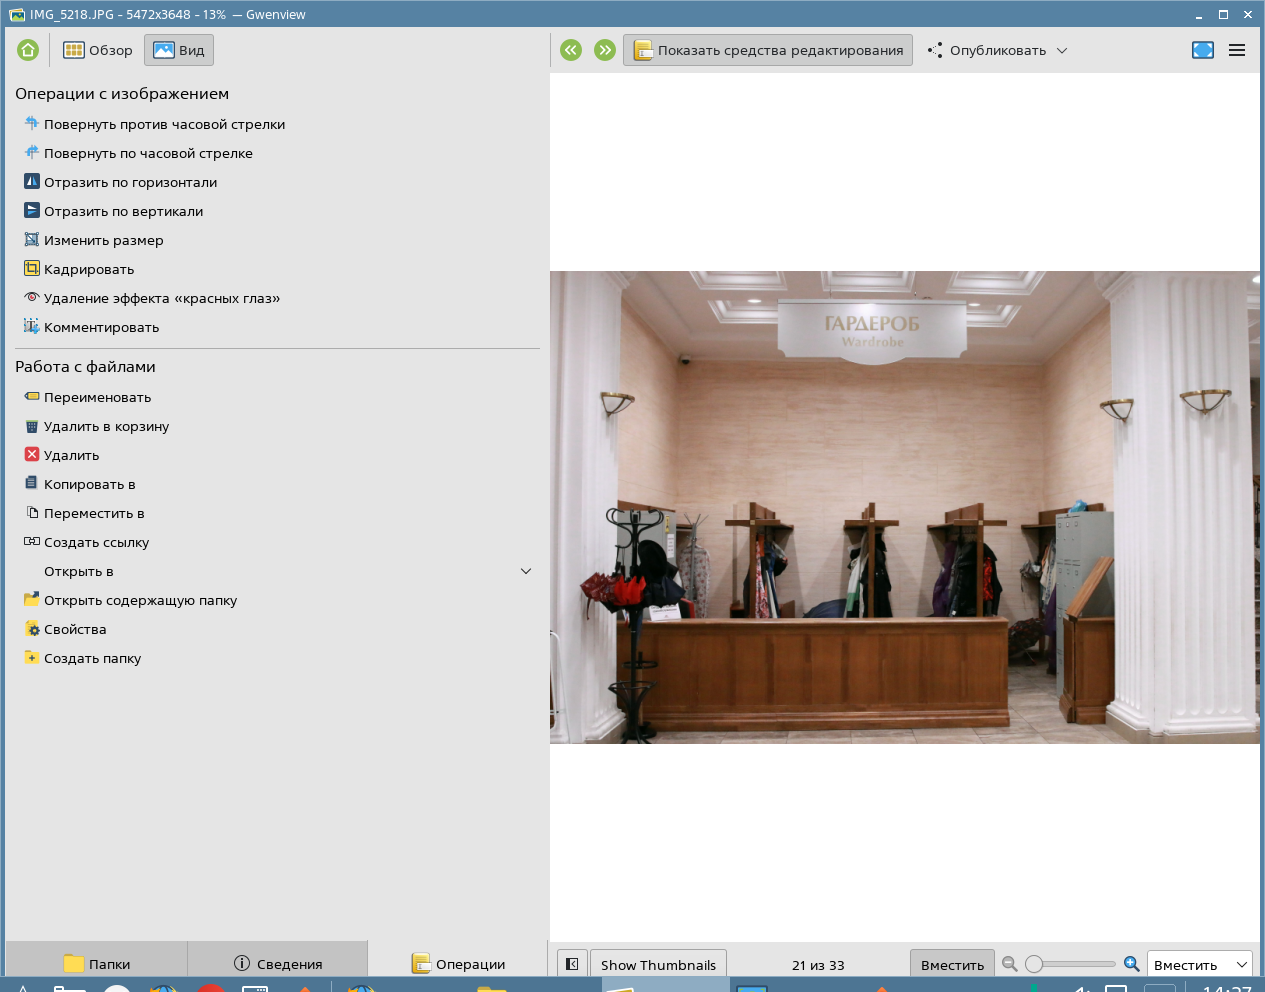 IMG_5218.JPG - 5472x3648 - 13% — Gwenview
Обзор
Вид
Показать средства редактирования
Опубликовать
Операции с изображением
Повернуть против часовой стрелки
Повернуть по часовой стрелке
Отразить по горизонтали
Отразить по вертикали
Изменить размер
Кадрировать
Удаление эффекта «красных глаз»
Комментировать
Работа с файлами
Переименовать
Удалить в корзину
Удалить
Копировать в
Переместить в
Создать ссылку
Открыть в
Открыть содержащую папку
Свойства
Создать папку
ГАРДЕРОБ
Wardrobe
Папки
Сведения
Операции
Show Thumbnails
21 из 33
Вместить
Вместить